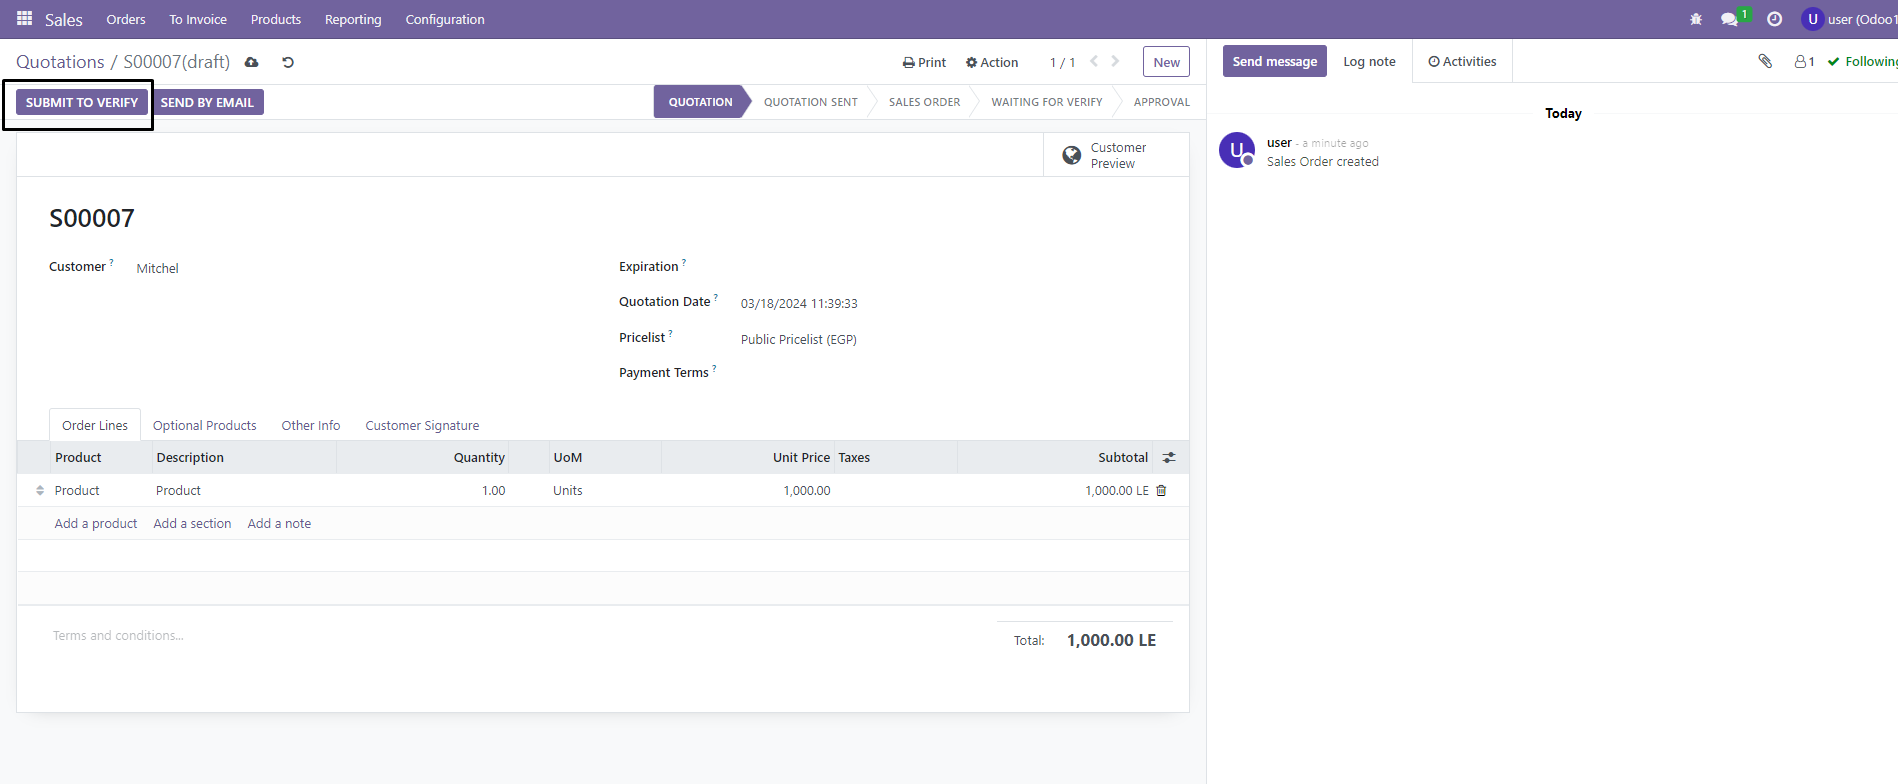 Sales Orders To Invoice Products Reporting Configuration 1 U user (Odoo1
Quotations / S00007(draft) Print Action 1 / 1 New
Send message Log note Activities 1 Following
SUBMIT TO VERIFY SEND BY EMAIL QUOTATION QUOTATION SENT SALES ORDER WAITING FOR VERIFY APPROVAL
Today
Customer
Preview
U user - a minute ago
Sales Order created
S00007
Customer ? Mitchel
Expiration ?
Quotation Date ? 03/18/2024 11:39:33
Pricelist ? Public Pricelist (EGP)
Payment Terms ?
Order Lines Optional Products Other Info Customer Signature
Product Description Quantity UoM Unit Price Taxes Subtotal
Product Product 1.00 Units 1,000.00 1,000.00 LE
Add a product Add a section Add a note
Terms and conditions...
Total: 1,000.00 LE